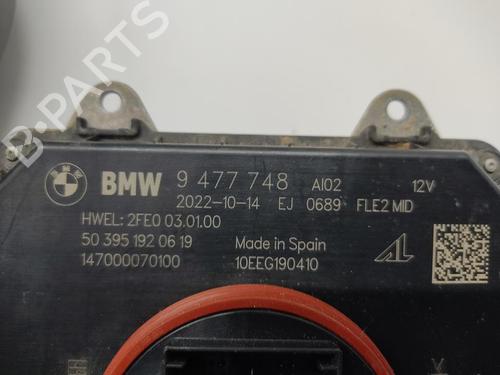 BMW 9 477 748 AI02 12V
2022-10-14 EJ 0689 FLE2 MID
HWEL: 2FE0 03.01.00
50 395 192 06 19 Made in Spain
147000070100 10EEG190410
AL